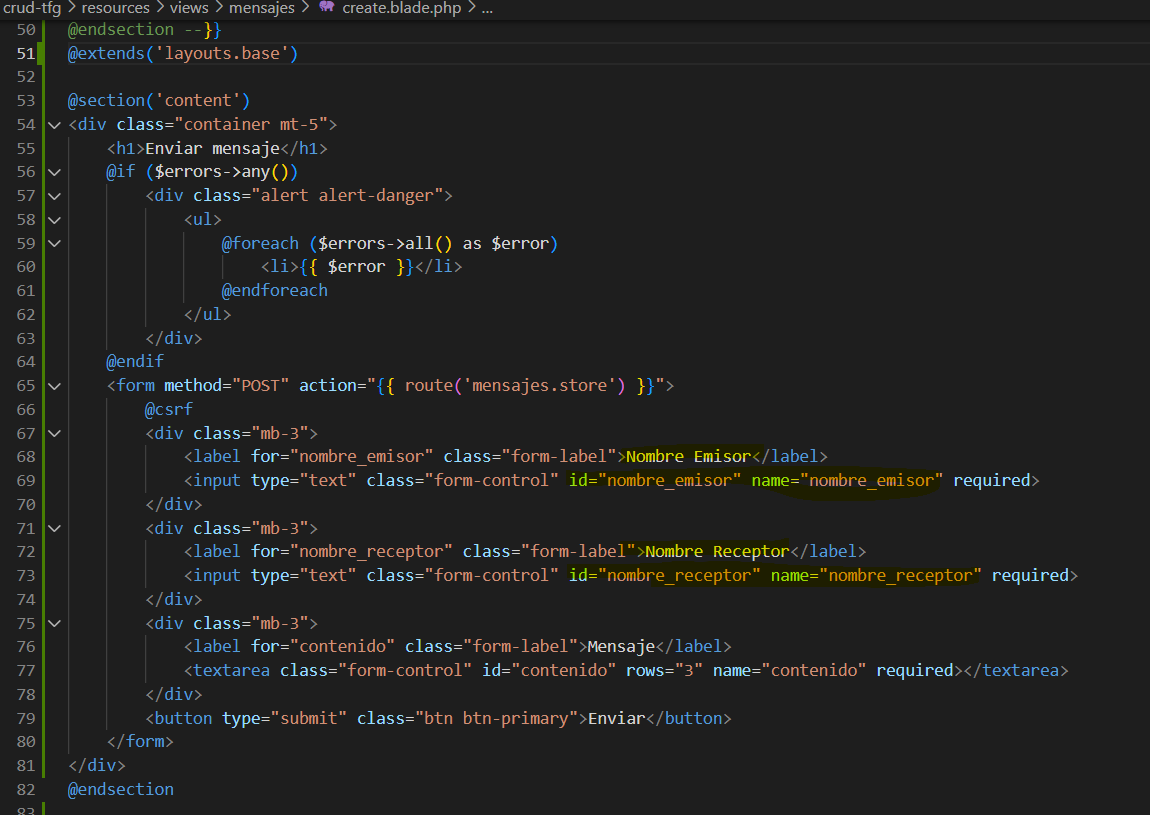 crud-tfg > resources > views > mensajes > create.blade.php > ...
50 @endsection --}}
51 @extends('layouts.base')
52
53 @section('content')
54 <div class="container mt-5">
55     <h1>Enviar mensaje</h1>
56     @if ($errors->any())
57         <div class="alert alert-danger">
58             <ul>
59                 @foreach ($errors->all() as $error)
60                     <li>{{ $error }}</li>
61                 @endforeach
62             </ul>
63         </div>
64     @endif
65     <form method="POST" action="{{ route('mensajes.store') }}">
66         @csrf
67         <div class="mb-3">
68             <label for="nombre_emisor" class="form-label">Nombre Emisor</label>
69             <input type="text" class="form-control" id="nombre_emisor" name="nombre_emisor" required>
70         </div>
71         <div class="mb-3">
72             <label for="nombre_receptor" class="form-label">Nombre Receptor</label>
73             <input type="text" class="form-control" id="nombre_receptor" name="nombre_receptor" required>
74         </div>
75         <div class="mb-3">
76             <label for="contenido" class="form-label">Mensaje</label>
77             <textarea class="form-control" id="contenido" rows="3" name="contenido" required></textarea>
78         </div>
79         <button type="submit" class="btn btn-primary">Enviar</button>
80     </form>
81 </div>
82 @endsection
83